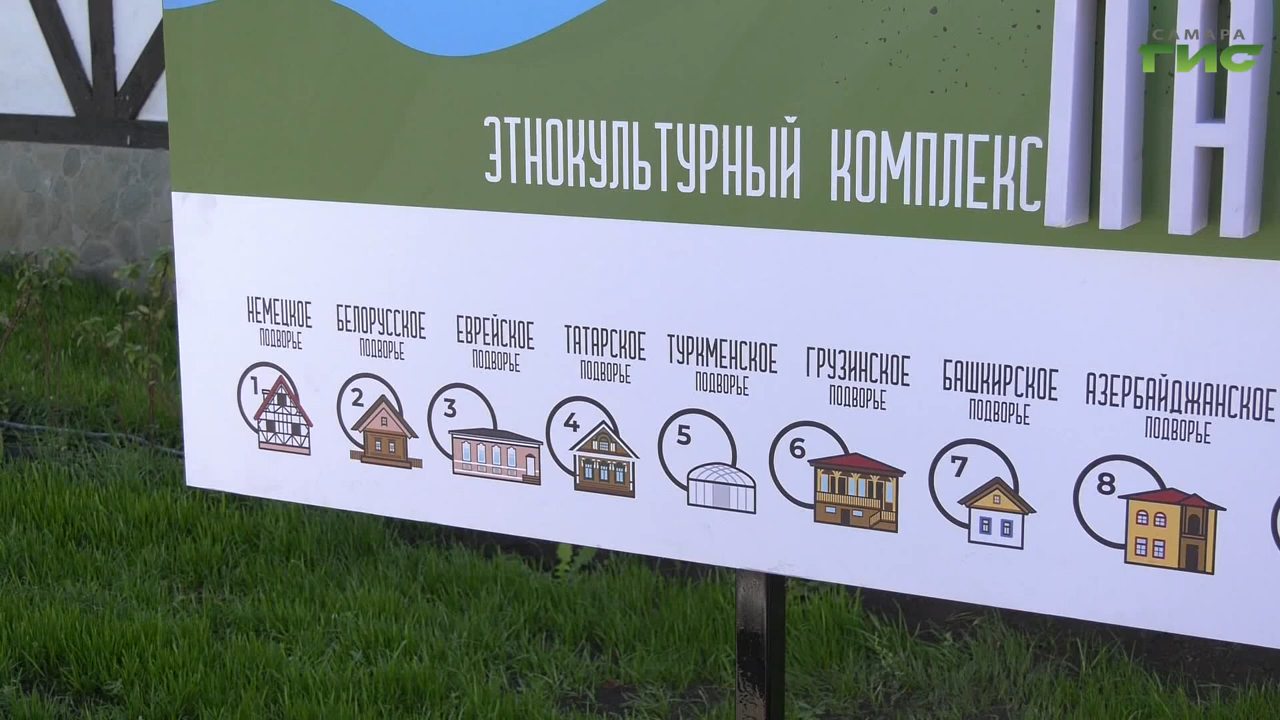 САМАРА
ГИС
ЭТНОКУЛЬТУРНЫЙ КОМПЛЕКС
НЕМЕЦКОЕ
ПОДВОРЬЕ
1
БЕЛОРУССКОЕ
ПОДВОРЬЕ
2
ЕВРЕЙСКОЕ
ПОДВОРЬЕ
3
ТАТАРСКОЕ
ПОДВОРЬЕ
4
ТУРКМЕНСКОЕ
ПОДВОРЬЕ
5
ГРУЗИНСКОЕ
ПОДВОРЬЕ
6
БАШКИРСКОЕ
ПОДВОРЬЕ
7
АЗЕРБАЙДЖАНСКОЕ
ПОДВОРЬЕ
8